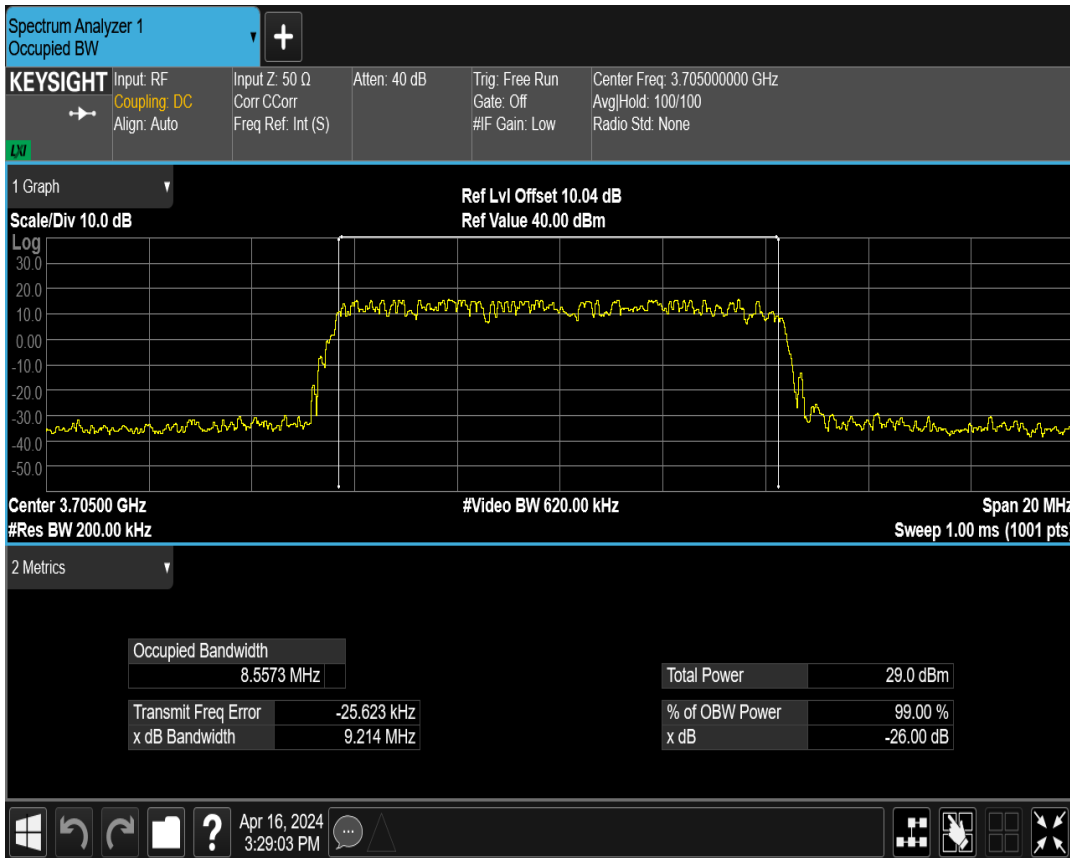 Spectrum Analyzer 1
Occupied BW
KEYSIGHT
LXI
Input: RF
Coupling: DC
Align: Auto
Input Z: 50 Ω
Corr CCorr
Freq Ref: Int (S)
Atten: 40 dB
Trig: Free Run
Gate: Off
#IF Gain: Low
Center Freq: 3.705000000 GHz
Avg|Hold: 100/100
Radio Std: None
1 Graph
Ref Lvl Offset 10.04 dB
Scale/Div 10.0 dB
Ref Value 40.00 dBm
Log
30.0
20.0
10.0
0.00
-10.0
-20.0
-30.0
-40.0
-50.0
Center 3.70500 GHz
#Video BW 620.00 kHz
Span 20 MHz
#Res BW 200.00 kHz
Sweep 1.00 ms (1001 pts)
2 Metrics
Occupied Bandwidth
8.5573 MHz
Total Power 29.0 dBm
Transmit Freq Error -25.623 kHz
% of OBW Power 99.00 %
x dB Bandwidth 9.214 MHz
x dB -26.00 dB
Apr 16, 2024
3:29:03 PM